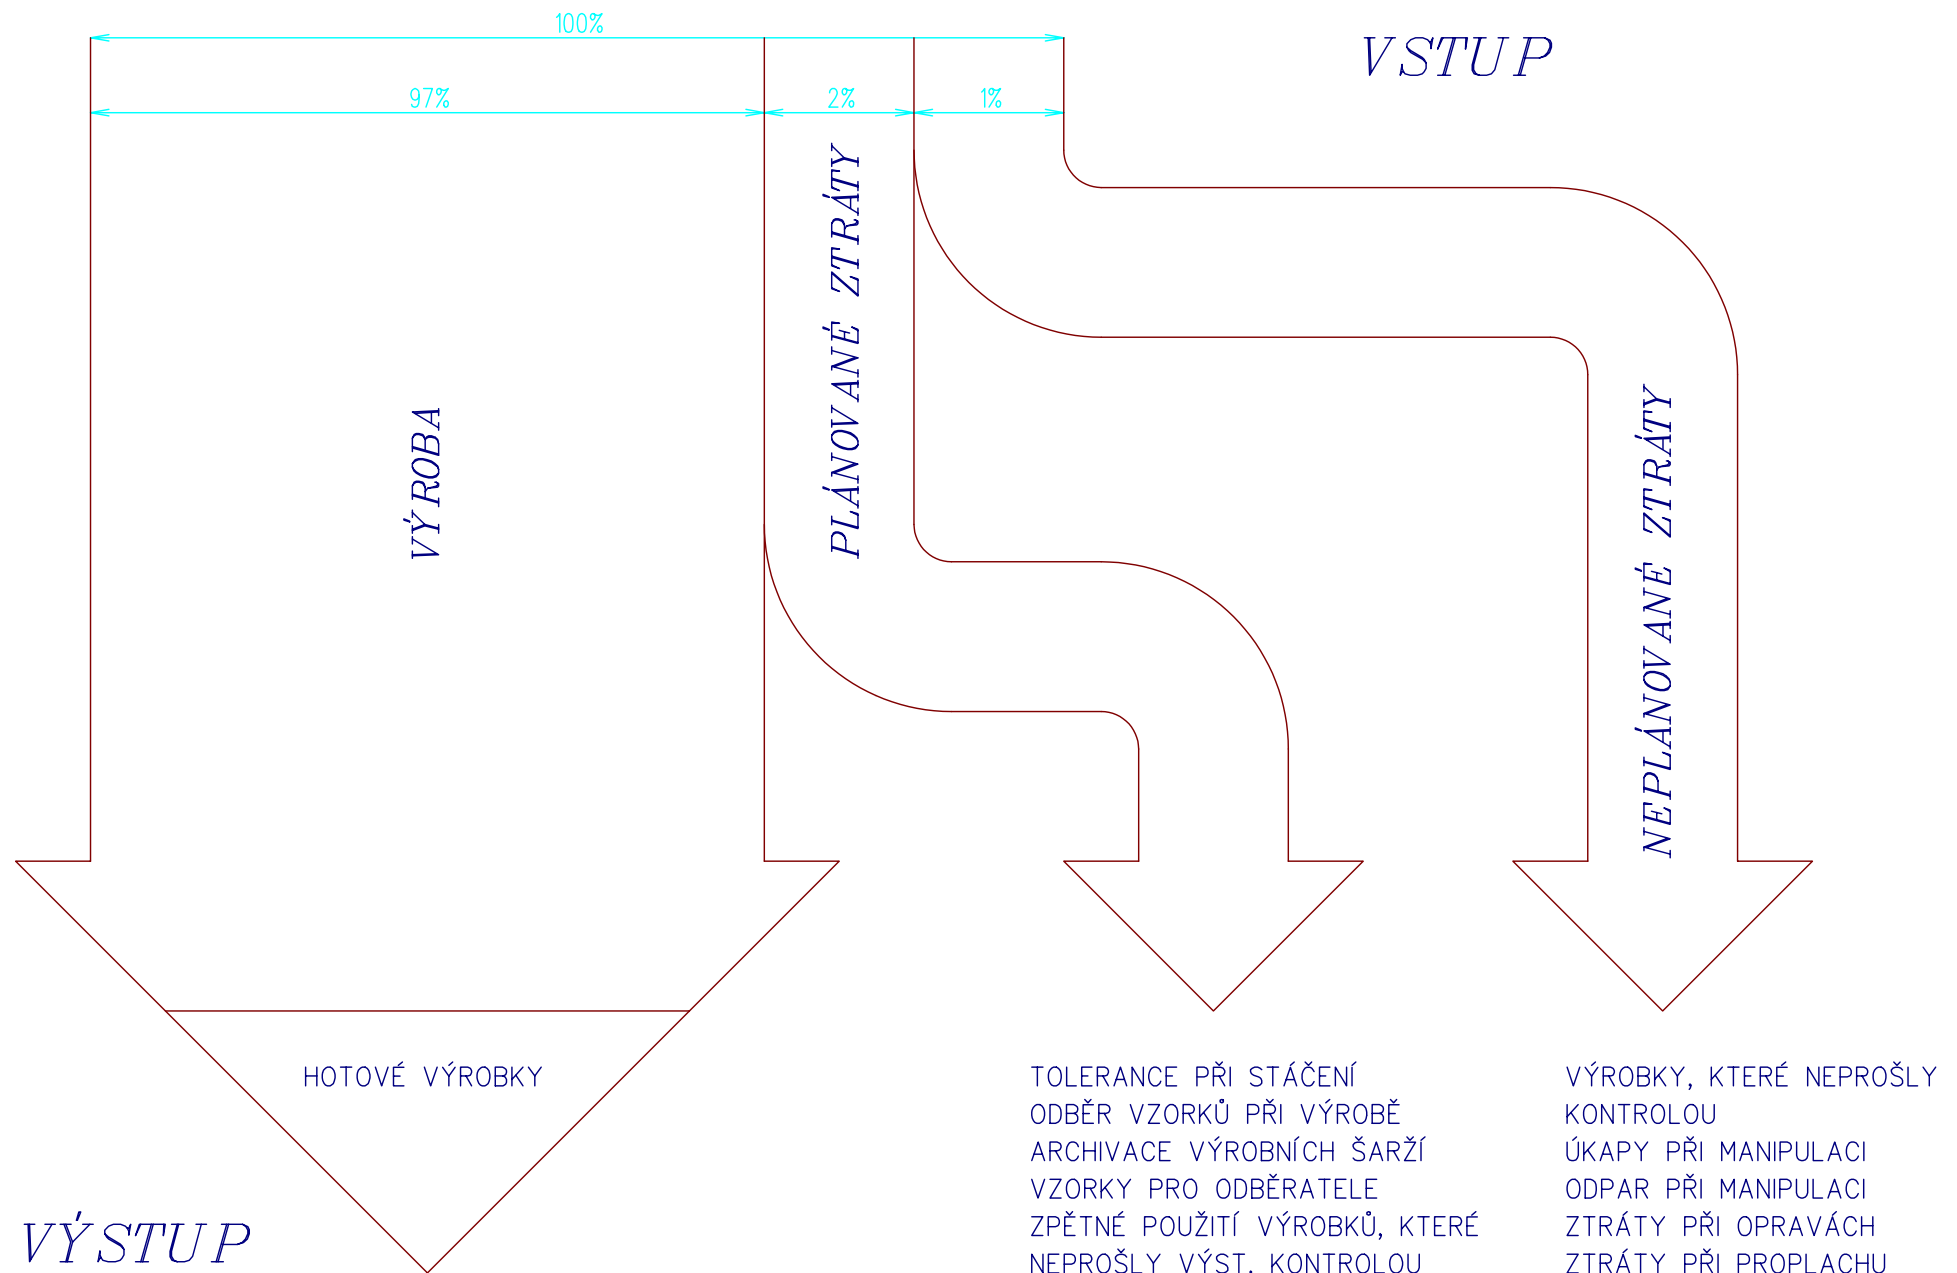 100%
VSTUP
97%
2%
1%
VÝROBA
PLÁNOVANÉ ZTRÁTY
NEPLÁNOVANÉ ZTRÁTY
HOTOVÉ VÝROBKY
TOLERANCE PŘI STÁČENÍ
ODBĚR VZORKŮ PŘI VÝROBĚ
ARCHIVACE VÝROBNÍCH ŠARŽÍ
VZORKY PRO ODBĚRATELE
ZPĚTNÉ POUŽITÍ VÝROBKŮ, KTERÉ
NEPROŠLY VÝST. KONTROLOU
VÝROBKY, KTERÉ NEPROŠLY
KONTROLOU
ÚKAPY PŘI MANIPULACI
ODPAR PŘI MANIPULACI
ZTRÁTY PŘI OPRAVÁCH
ZTRÁTY PŘI PROPLACHU
VÝSTUP